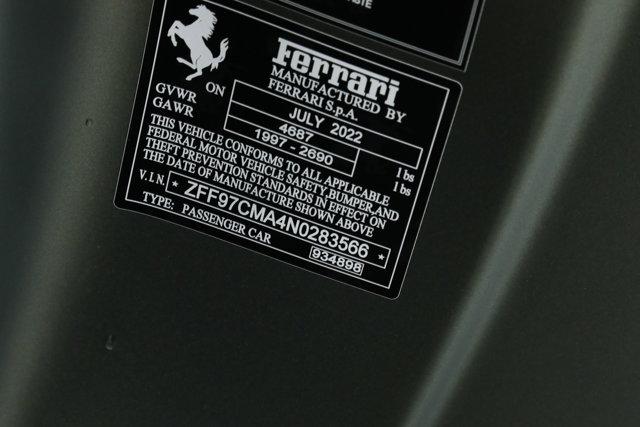 Ferrari
MANUFACTURED BY
FERRARI S.p.A.
ON JULY 2022
GVWR 4687 lbs
GAWR 1997 - 2690 lbs
THIS VEHICLE CONFORMS TO ALL APPLICABLE
FEDERAL MOTOR VEHICLE SAFETY, BUMPER, AND
THEFT PREVENTION STANDARDS IN EFFECT ON
THE DATE OF MANUFACTURE SHOWN ABOVE
V.I.N. * ZFF97CMA4N0283566 *
TYPE: PASSENGER CAR 934898